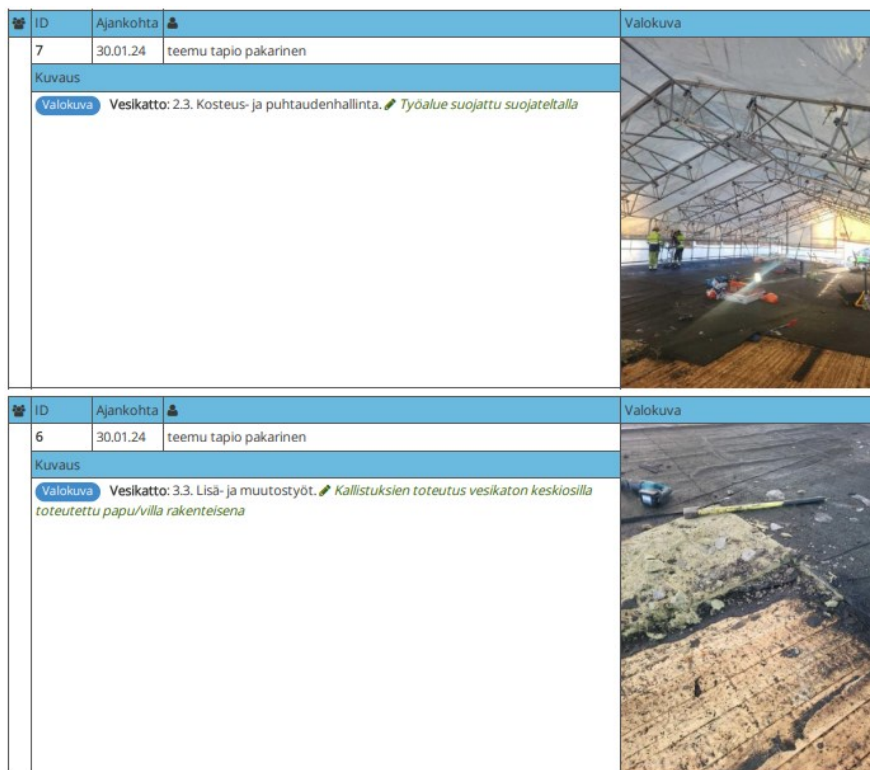 ID Ajankohta Valokuva
7 30.01.24 teemu tapio pakarinen
Kuvaus
Valokuva Vesikatto: 2.3. Kosteus- ja puhtaudenhallinta. Työalue suojattu suojateltalla
ID Ajankohta Valokuva
6 30.01.24 teemu tapio pakarinen
Kuvaus
Valokuva Vesikatto: 3.3. Lisä- ja muutostyöt. Kallistuksien toteutus vesikaton keskiosilla
toteutettu papu/villa rakenteisena